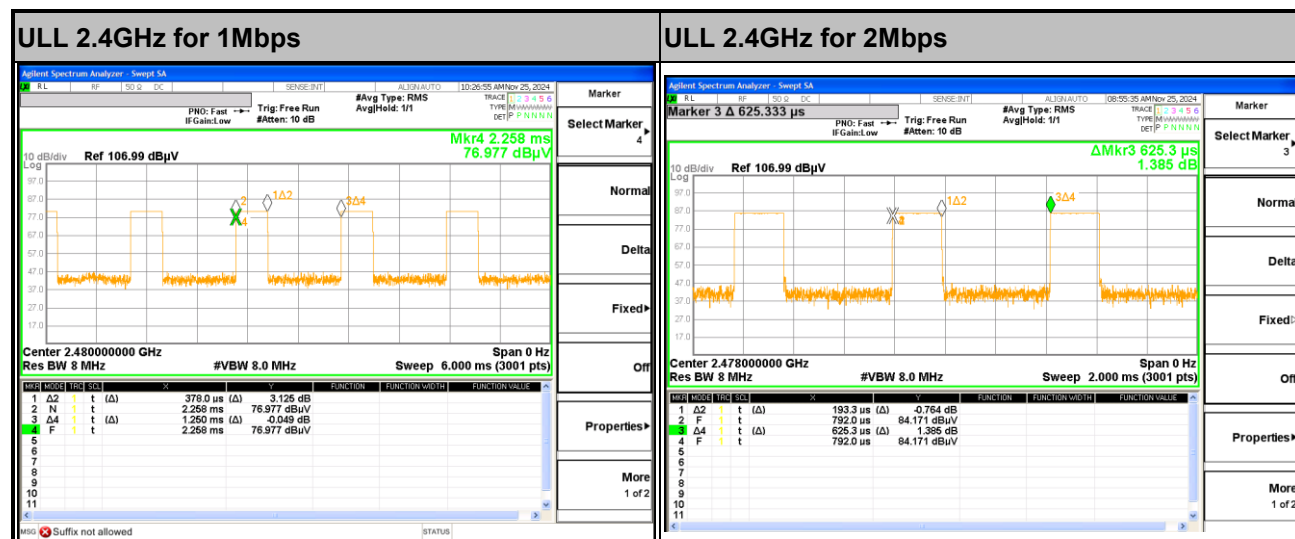 ULL 2.4GHz for 1Mbps
Agilent Spectrum Analyzer - Swept SA
RL RF 50 Ω DC SENSE:INT ALIGNAUTO 10:26:55 AM Nov 25, 2024
PNO: Fast IFGain:Low
Trig: Free Run #Atten: 10 dB
#Avg Type: RMS Avg|Hold: 1/1
TRACE 1 2 3 4 5 6
TYPE M
DET P P N N N N
Mkr4 2.258 ms
76.977 dBµV
10 dB/div Ref 106.99 dBµV
Log
97.0
87.0
77.0
67.0
57.0
47.0
37.0
27.0
17.0
2 1Δ2 3Δ4
4
Center 2.480000000 GHz Span 0 Hz
Res BW 8 MHz #VBW 8.0 MHz Sweep 6.000 ms (3001 pts)
MKR MODE TRC SCL X Y FUNCTION FUNCTION WIDTH FUNCTION VALUE
1 Δ2 1 t (Δ) 378.0 µs (Δ) 3.125 dB
2 N 1 t 2.258 ms 76.977 dBµV
3 Δ4 1 t (Δ) 1.250 ms (Δ) -0.049 dB
4 F 1 t 2.258 ms 76.977 dBµV
5
6
7
8
9
10
11
MSG Suffix not allowed STATUS
Marker
Select Marker
4
Normal
Delta
Fixed
Off
Properties
More
1 of 2
ULL 2.4GHz for 2Mbps
Agilent Spectrum Analyzer - Swept SA
RL RF 50 Ω DC SENSE:INT ALIGNAUTO 08:55:35 AM Nov 25, 2024
Marker 3 Δ 625.333 µs
PNO: Fast IFGain:Low
Trig: Free Run #Atten: 10 dB
#Avg Type: RMS Avg|Hold: 1/1
TRACE 1 2 3 4 5 6
TYPE M
DET P P N N N N
ΔMkr3 625.3 µs
1.385 dB
10 dB/div Ref 106.99 dBµV
Log
97.0
87.0
77.0
67.0
57.0
47.0
37.0
27.0
17.0
1Δ2 3Δ4
Center 2.478000000 GHz Span 0 Hz
Res BW 8 MHz #VBW 8.0 MHz Sweep 2.000 ms (3001 pts)
MKR MODE TRC SCL X Y FUNCTION FUNCTION WIDTH FUNCTION VALUE
1 Δ2 1 t (Δ) 193.3 µs (Δ) -0.764 dB
2 F 1 t 792.0 µs 84.171 dBµV
3 Δ4 1 t (Δ) 625.3 µs (Δ) 1.385 dB
4 F 1 t 792.0 µs 84.171 dBµV
5
6
7
8
9
10
11
Marker
Select Marker
3
Normal
Delta
Fixed
Off
Properties
More
1 of 2